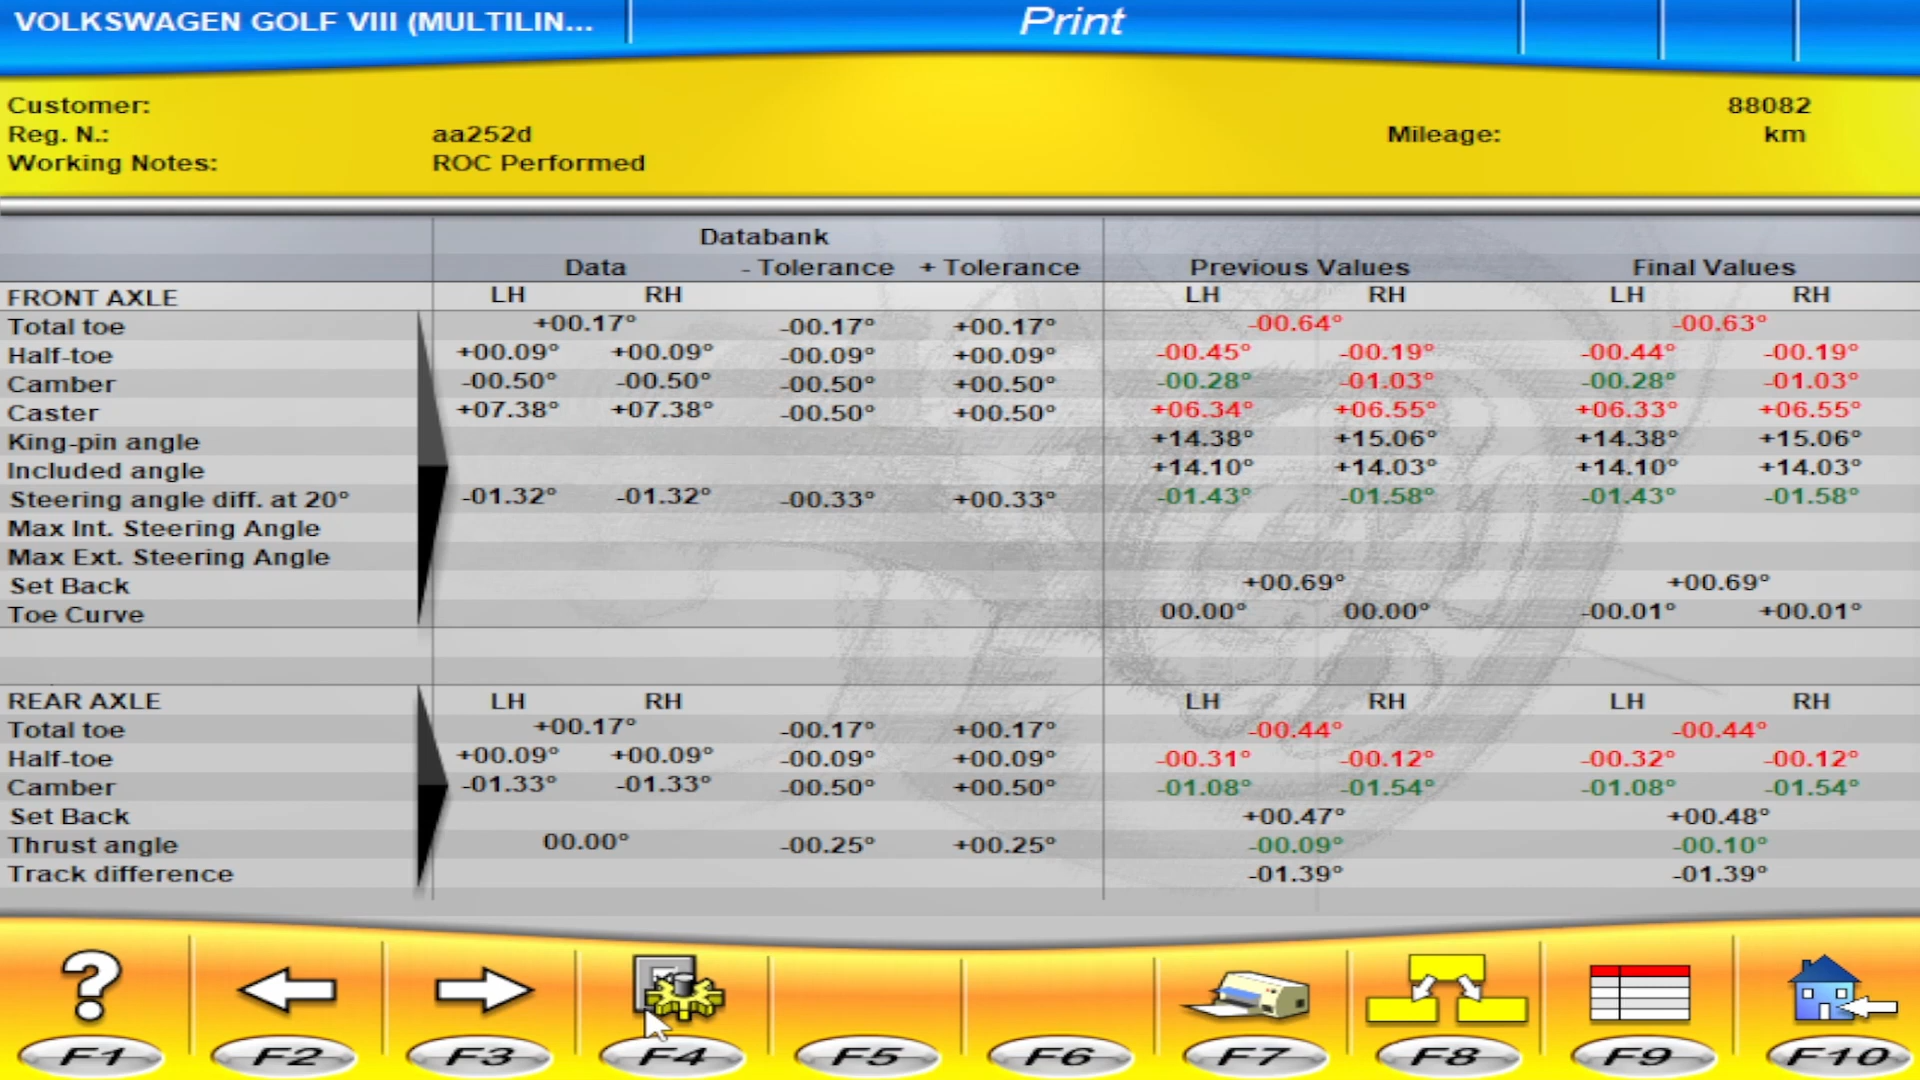 VOLKSWAGEN GOLF VIII (MULTILIN... Print
Customer: 88082
Reg. N.: aa252d Mileage: km
Working Notes: ROC Performed
Databank
Data - Tolerance + Tolerance Previous Values Final Values
FRONT AXLE LH RH LH RH LH RH
Total toe +00.17° -00.17° +00.17° -00.64° -00.63°
Half-toe +00.09° +00.09° -00.09° +00.09° -00.45° -00.19° -00.44° -00.19°
Camber -00.50° -00.50° -00.50° +00.50° -00.28° -01.03° -00.28° -01.03°
Caster +07.38° +07.38° -00.50° +00.50° +06.34° +06.55° +06.33° +06.55°
King-pin angle +14.38° +15.06° +14.38° +15.06°
Included angle +14.10° +14.03° +14.10° +14.03°
Steering angle diff. at 20° -01.32° -01.32° -00.33° +00.33° -01.43° -01.58° -01.43° -01.58°
Max Int. Steering Angle
Max Ext. Steering Angle
Set Back +00.69° +00.69°
Toe Curve 00.00° 00.00° -00.01° +00.01°
REAR AXLE LH RH LH RH LH RH
Total toe +00.17° -00.17° +00.17° -00.44° -00.44°
Half-toe +00.09° +00.09° -00.09° +00.09° -00.31° -00.12° -00.32° -00.12°
Camber -01.33° -01.33° -00.50° +00.50° -01.08° -01.54° -01.08° -01.54°
Set Back +00.47° +00.48°
Thrust angle 00.00° -00.25° +00.25° -00.09° -00.10°
Track difference -01.39° -01.39°
F1 F2 F3 F4 F5 F6 F7 F8 F9 F10